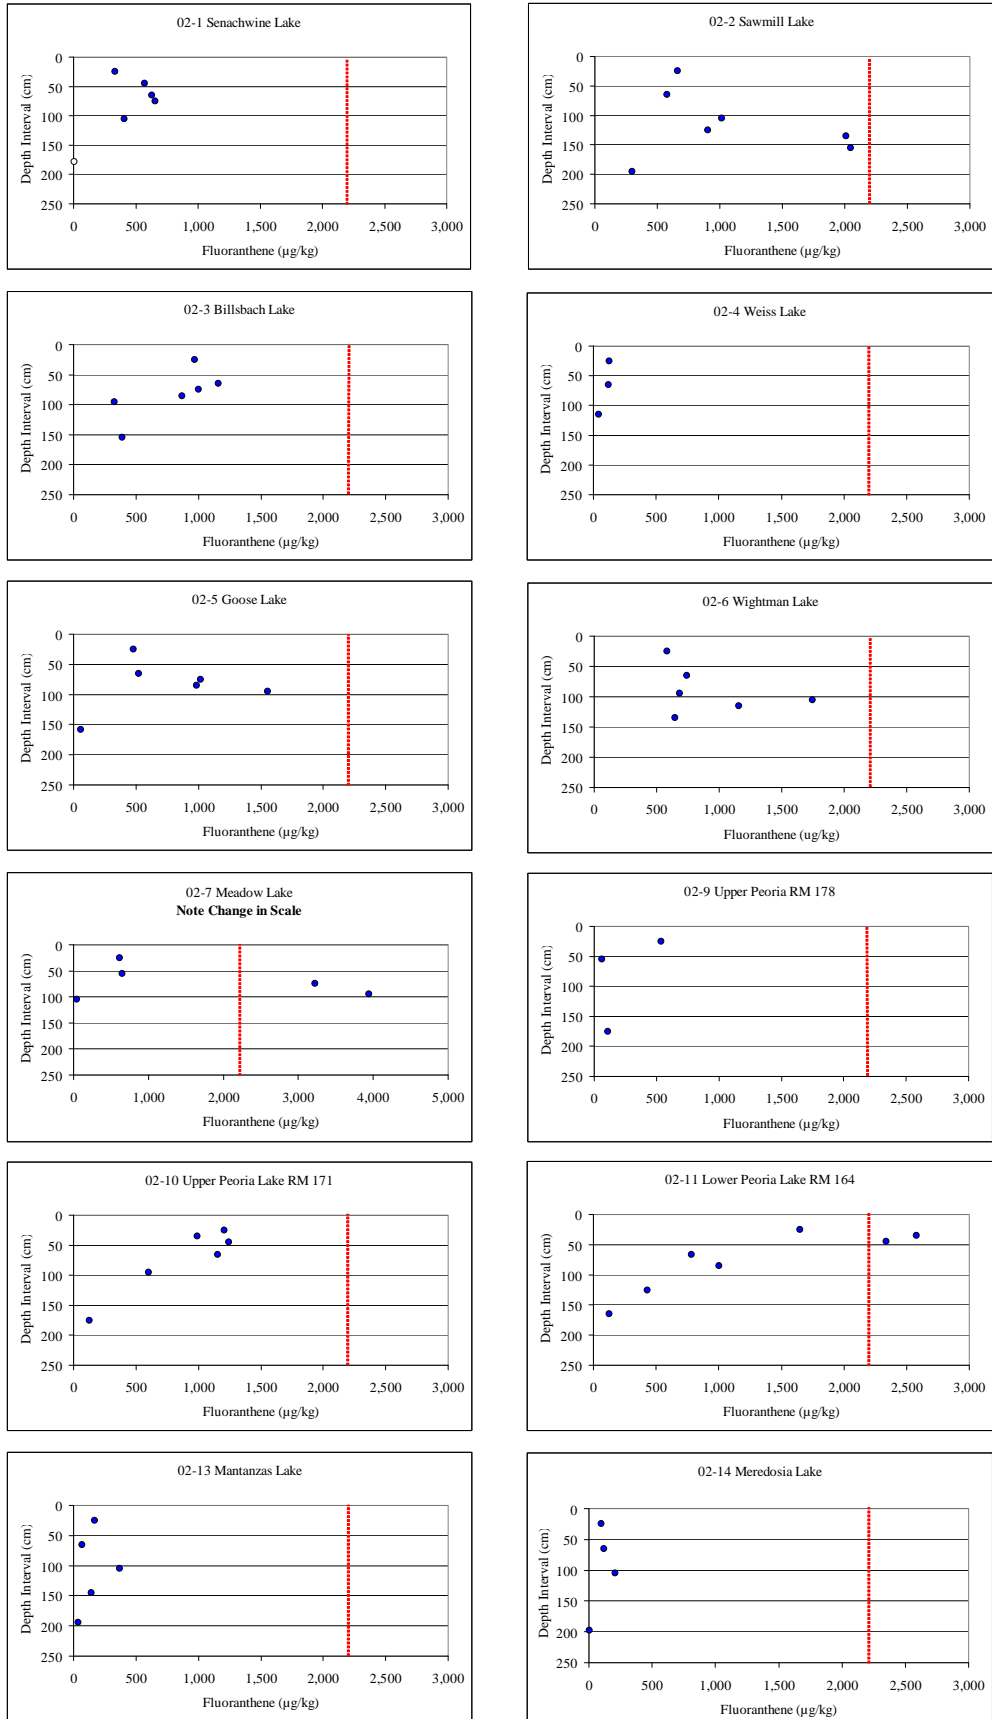 02-1 Senachwine Lake
0
50
100
150
200
250
Depth Interval (cm)
0 500 1,000 1,500 2,000 2,500 3,000
Fluoranthene (µg/kg)
02-2 Sawmill Lake
0
50
100
150
200
250
Depth Interval (cm)
0 500 1,000 1,500 2,000 2,500 3,000
Fluoranthene (µg/kg)
02-3 Billsbach Lake
0
50
100
150
200
250
Depth Interval (cm)
0 500 1,000 1,500 2,000 2,500 3,000
Fluoranthene (µg/kg)
02-4 Weiss Lake
0
50
100
150
200
250
Depth Interval (cm)
0 500 1,000 1,500 2,000 2,500 3,000
Fluoranthene (µg/kg)
02-5 Goose Lake
0
50
100
150
200
250
Depth Interval (cm)
0 500 1,000 1,500 2,000 2,500 3,000
Fluoranthene (µg/kg)
02-6 Wightman Lake
0
50
100
150
200
250
Depth Interval (cm)
0 500 1,000 1,500 2,000 2,500 3,000
Fluoranthene (µg/kg)
02-7 Meadow Lake
Note Change in Scale
0
50
100
150
200
250
Depth Interval (cm)
0 1,000 2,000 3,000 4,000 5,000
Fluoranthene (µg/kg)
02-9 Upper Peoria RM 178
0
50
100
150
200
250
Depth Interval (cm)
0 500 1,000 1,500 2,000 2,500 3,000
Fluoranthene (µg/kg)
02-10 Upper Peoria Lake RM 171
0
50
100
150
200
250
Depth Interval (cm)
0 500 1,000 1,500 2,000 2,500 3,000
Fluoranthene (µg/kg)
02-11 Lower Peoria Lake RM 164
0
50
100
150
200
250
Depth Interval (cm)
0 500 1,000 1,500 2,000 2,500 3,000
Fluoranthene (µg/kg)
02-13 Mantanzas Lake
0
50
100
150
200
250
Depth Interval (cm)
0 500 1,000 1,500 2,000 2,500 3,000
Fluoranthene (µg/kg)
02-14 Meredosia Lake
0
50
100
150
200
250
Depth Interval (cm)
0 500 1,000 1,500 2,000 2,500 3,000
Fluoranthene (µg/kg)